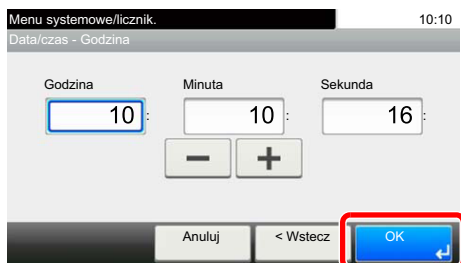 Menu systemowe/licznik. 10:10
Data/czas - Godzina
Godzina Minuta Sekunda
10 : 10 : 16 :
Anuluj < Wstecz OK